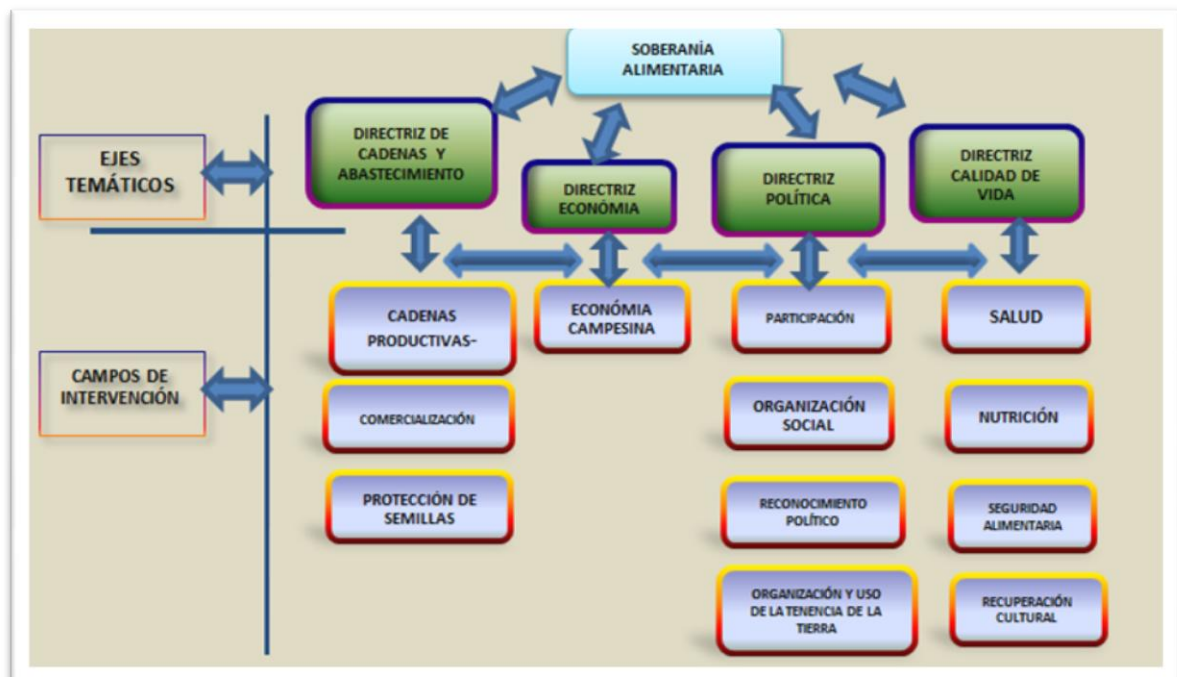 SOBERANÌA
ALIMENTARIA
EJES
TEMÁTICOS
DIRECTRIZ DE
CADENAS Y
ABASTECIMIENTO
DIRECTRIZ
ECONÓMIA
DIRECTRIZ
POLÍTICA
DIRECTRIZ
CALIDAD DE
VIDA
CAMPOS DE
INTERVENCIÓN
CADENAS
PRODUCTIVAS-
ECONÓMIA
CAMPESINA
PARTICIPACIÓN
SALUD
COMERCIALIZACIÓN
ORGANIZACIÓN
SOCIAL
NUTRICIÓN
PROTECCIÓN DE
SEMILLAS
RECONOCIMIENTO
POLÍTICO
SEGURIDAD
ALIMENTARIA
ORGANIZACIÓN Y USO
DE LA TENENCIA DE LA
TIERRA
RECUPERACIÓN
CULTURAL